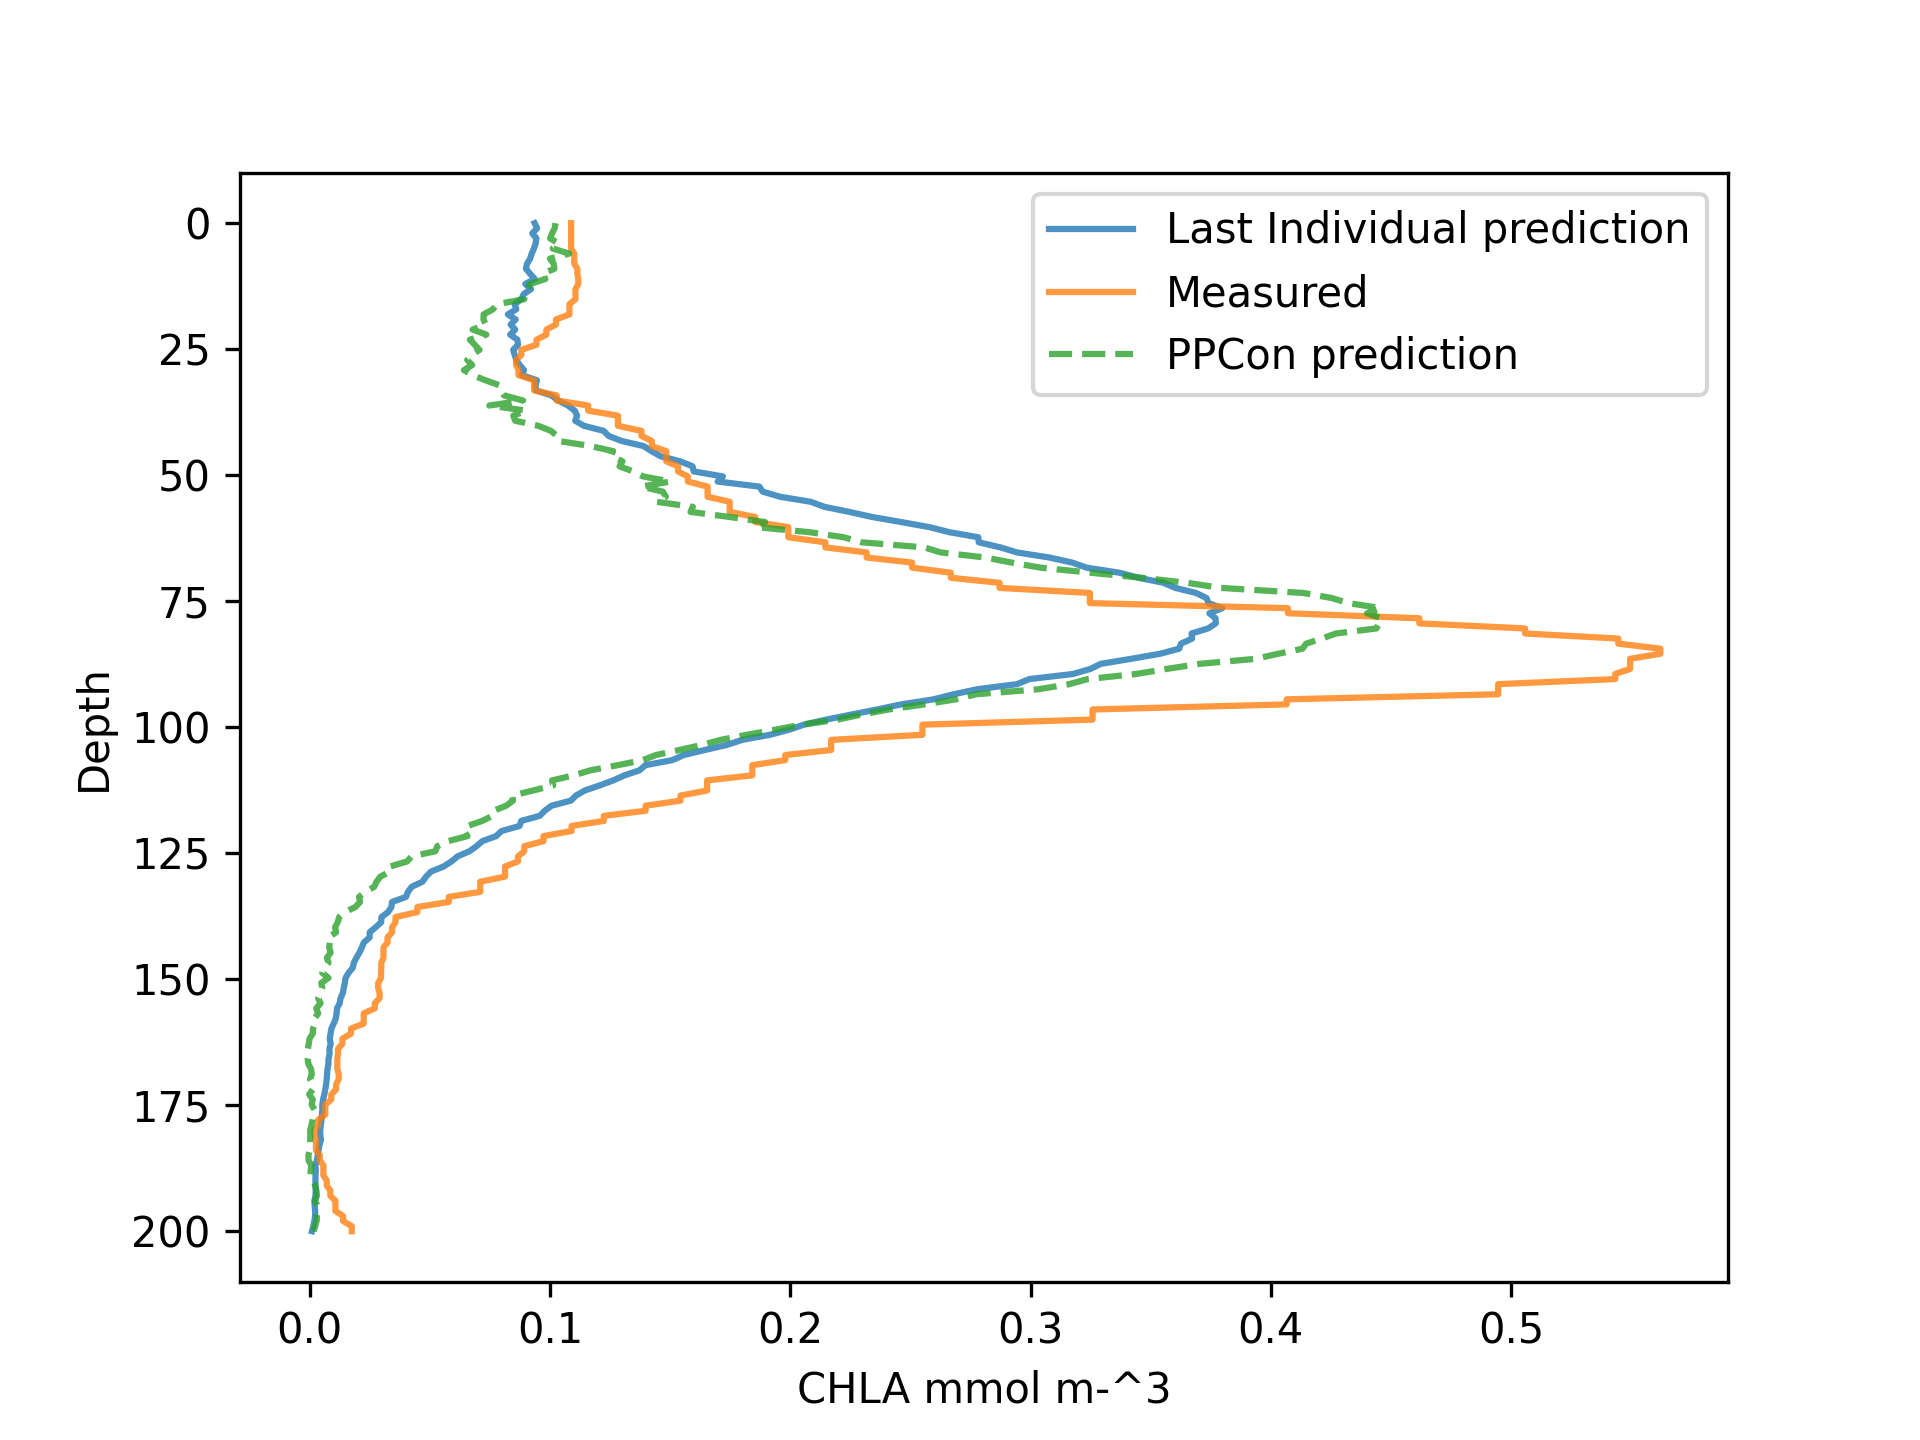 Last Individual prediction
Measured
PPCon prediction
0
25
50
75
100
125
150
175
200
Depth
0.0 0.1 0.2 0.3 0.4 0.5
CHLA mmol m-^3